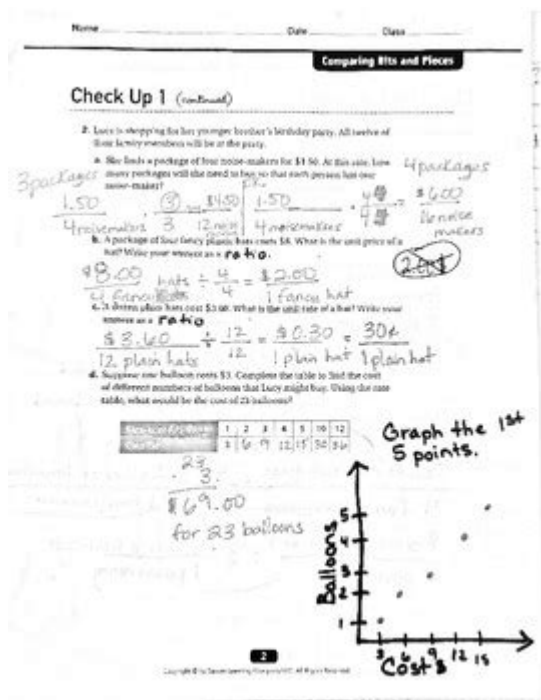 Name Date Class
Comparing Bits and Pieces
Check Up 1 (continued)
2. Lucy is shopping for her younger brother's birthday party. All twelve of
their family members will be at the party.
a. She finds a package of four noise-makers for $1.50. At this rate, how
many packages will she need to buy so that each person has one
noise-maker?
3 packages
4 packages
1.50 3 $4.50 1.50 4 = $6.00
4 noisemakers 3 12 noise 4 noisemakers 4 16 noise
makers
b. A package of four fancy plastic hats costs $8. What is the unit price of a
hat? Write your answer as a ratio.
$8.00 hats ÷ 4 = $2.00
4 4 1 fancy hat
c. A dozen plain hats cost $3.60. What is the unit rate of a hat? Write your
answer as a ratio
$3.60 ÷ 12 = $0.30 = 30¢
12 plain hats 12 1 plain hat 1 plain hat
d. Suppose one balloon costs $3. Complete the table to find the cost
of different numbers of balloons that Lucy might buy. Using the rate
table, what would be the cost of 23 balloons?
1 2 3 4 5 10 12
3 6 9 12 15 30 36
23
· 3
$69.00
for 23 balloons
Graph the 1st
5 points.
Balloons
5
4
3
2
1
3 6 9 12 15
Cost $
2